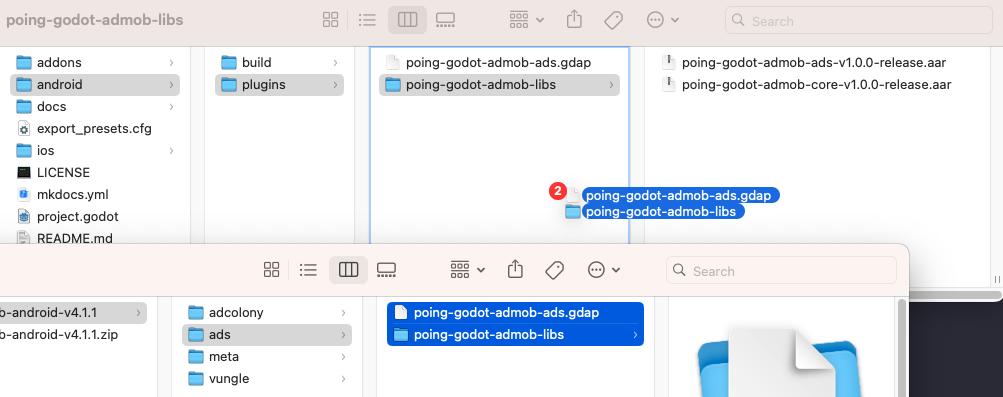 poing-godot-admob-libs
Search
addons
android
docs
export_presets.cfg
ios
LICENSE
mkdocs.yml
project.godot
README.md
build
plugins
poing-godot-admob-ads.gdap
poing-godot-admob-libs
poing-godot-admob-ads-v1.0.0-release.aar
poing-godot-admob-core-v1.0.0-release.aar
2
poing-godot-admob-ads.gdap
poing-godot-admob-libs
Search
b-android-v4.1.1
b-android-v4.1.1.zip
adcolony
ads
meta
vungle
poing-godot-admob-ads.gdap
poing-godot-admob-libs